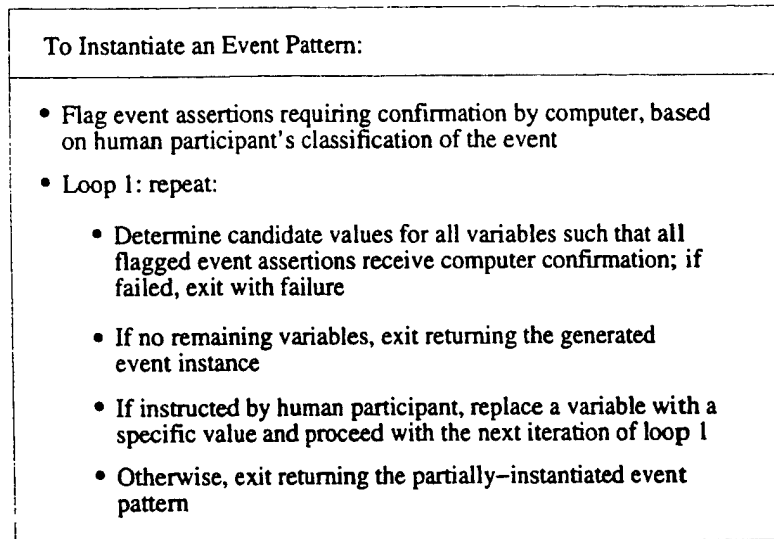 To Instantiate an Event Pattern:
• Flag event assertions requiring confirmation by computer, based
on human participant's classification of the event
• Loop 1: repeat:
• Determine candidate values for all variables such that all
flagged event assertions receive computer confirmation; if
failed, exit with failure
• If no remaining variables, exit returning the generated
event instance
• If instructed by human participant, replace a variable with a
specific value and proceed with the next iteration of loop 1
• Otherwise, exit returning the partially–instantiated event
pattern